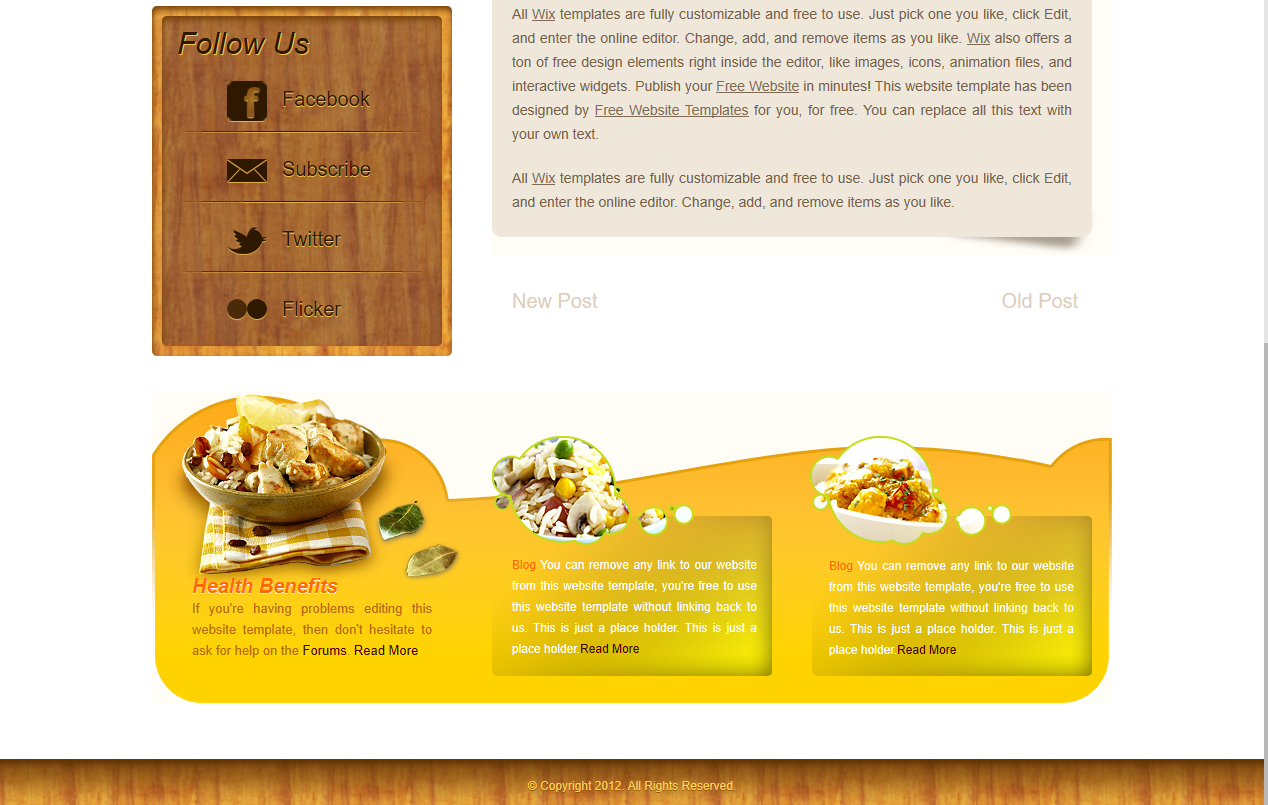 Follow Us
Facebook
Subscribe
Twitter
Flicker
All Wix templates are fully customizable and free to use. Just pick one you like, click Edit,
and enter the online editor. Change, add, and remove items as you like. Wix also offers a
ton of free design elements right inside the editor, like images, icons, animation files, and
interactive widgets. Publish your Free Website in minutes! This website template has been
designed by Free Website Templates for you, for free. You can replace all this text with
your own text.
All Wix templates are fully customizable and free to use. Just pick one you like, click Edit,
and enter the online editor. Change, add, and remove items as you like.
New Post
Old Post
Health Benefits
If you're having problems editing this
website template, then don't hesitate to
ask for help on the Forums. Read More
Blog You can remove any link to our website
from this website template, you're free to use
this website template without linking back to
us. This is just a place holder. This is just a
place holder.Read More
Blog You can remove any link to our website
from this website template, you're free to use
this website template without linking back to
us. This is just a place holder. This is just a
place holder.Read More
© Copyright 2012. All Rights Reserved.